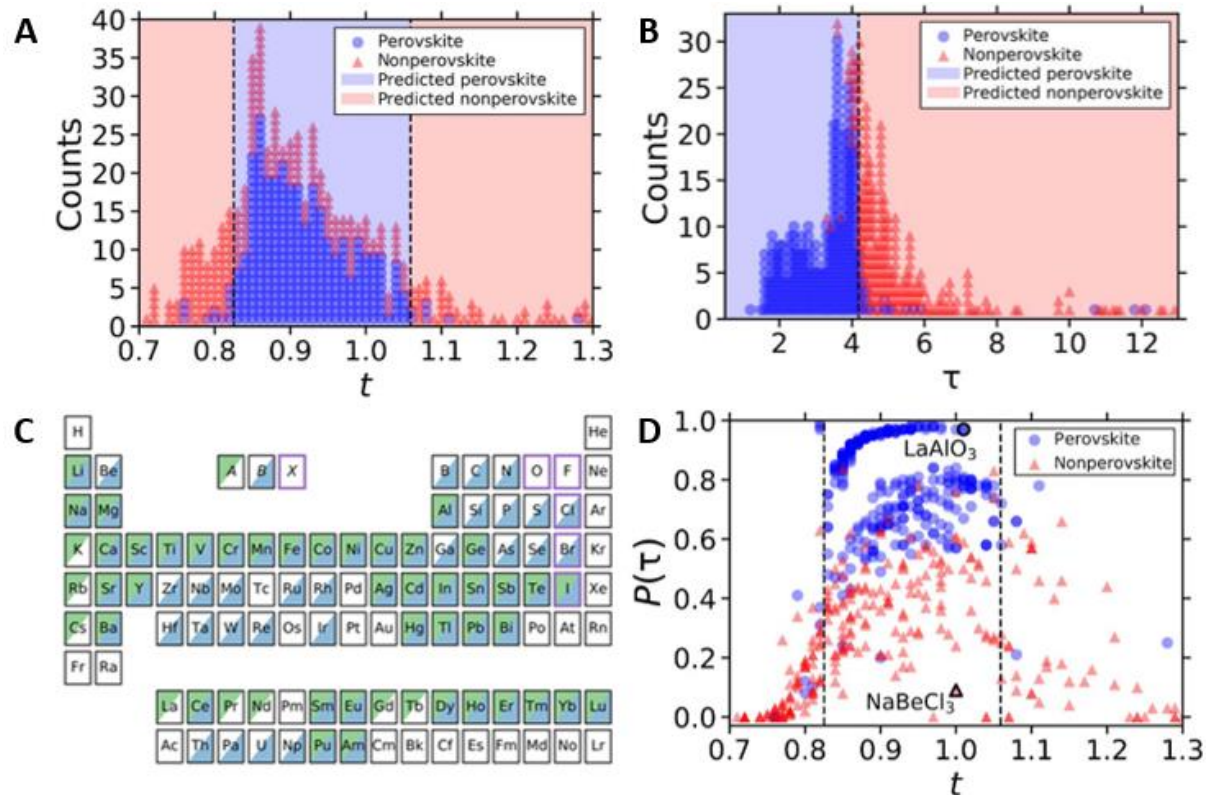 A
Counts
40
35
30
25
20
15
10
5
0
Perovskite
Nonperovskite
Predicted perovskite
Predicted nonperovskite
0.7 0.8 0.9 1.0 1.1 1.2 1.3
t
B
Counts
30
25
20
15
10
5
0
Perovskite
Nonperovskite
Predicted perovskite
Predicted nonperovskite
2 4 6 8 10 12
τ
C
H He
Li Be A B X B C N O F Ne
Na Mg Al Si P S Cl Ar
K Ca Sc Ti V Cr Mn Fe Co Ni Cu Zn Ga Ge As Se Br Kr
Rb Sr Y Zr Nb Mo Tc Ru Rh Pd Ag Cd In Sn Sb Te I Xe
Cs Ba Hf Ta W Re Os Ir Pt Au Hg Tl Pb Bi Po At Rn
Fr Ra
La Ce Pr Nd Pm Sm Eu Gd Tb Dy Ho Er Tm Yb Lu
Ac Th Pa U Np Pu Am Cm Bk Cf Es Fm Md No Lr
D
P(τ)
1.0
0.8
0.6
0.4
0.2
0.0
Perovskite
Nonperovskite
LaAlO₃
NaBeCl₃
0.7 0.8 0.9 1.0 1.1 1.2 1.3
t